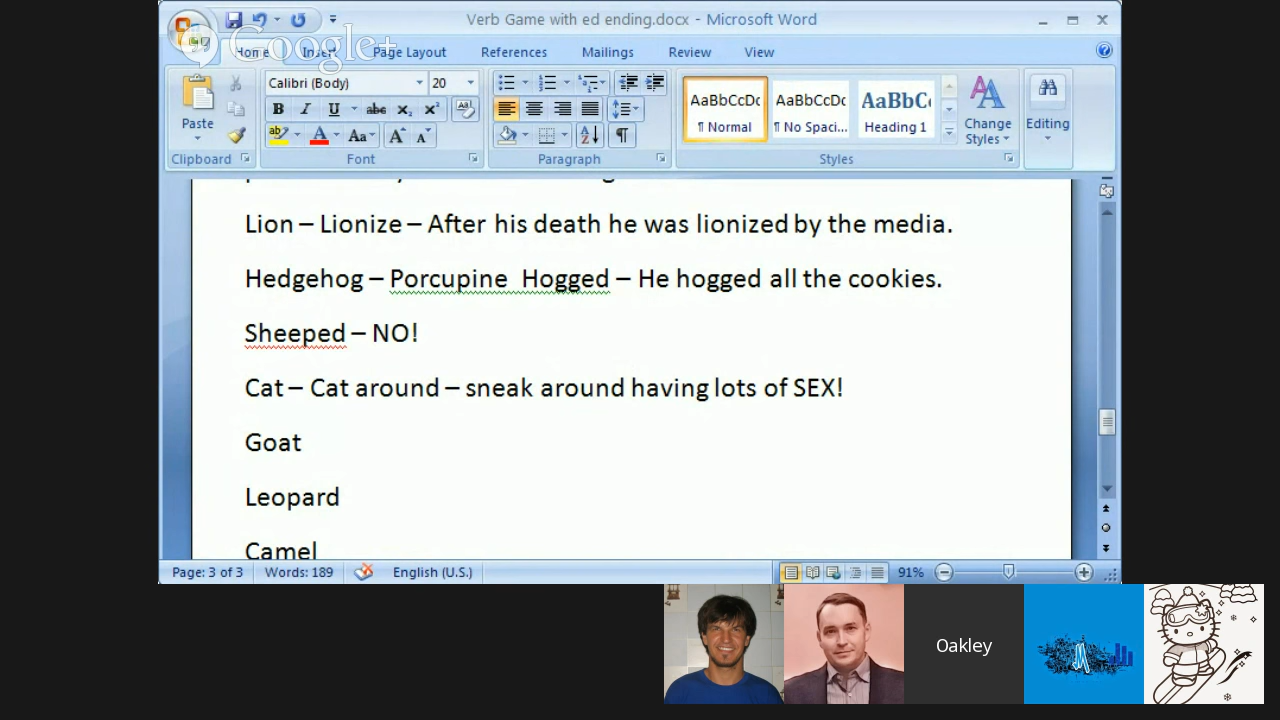 Verb Game with ed ending.docx - Microsoft Word
Google+
Home Insert Page Layout References Mailings Review View
Paste
Clipboard
Calibri (Body) 20
Font
Paragraph
AaBbCcDc AaBbCcDc AaBbC
¶ Normal ¶ No Spaci... Heading 1
Change Styles
Styles
Editing
Lion – Lionize – After his death he was lionized by the media.
Hedgehog – Porcupine Hogged – He hogged all the cookies.
Sheeped – NO!
Cat – Cat around – sneak around having lots of SEX!
Goat
Leopard
Camel
Page: 3 of 3 Words: 189 English (U.S.) 91%
Oakley